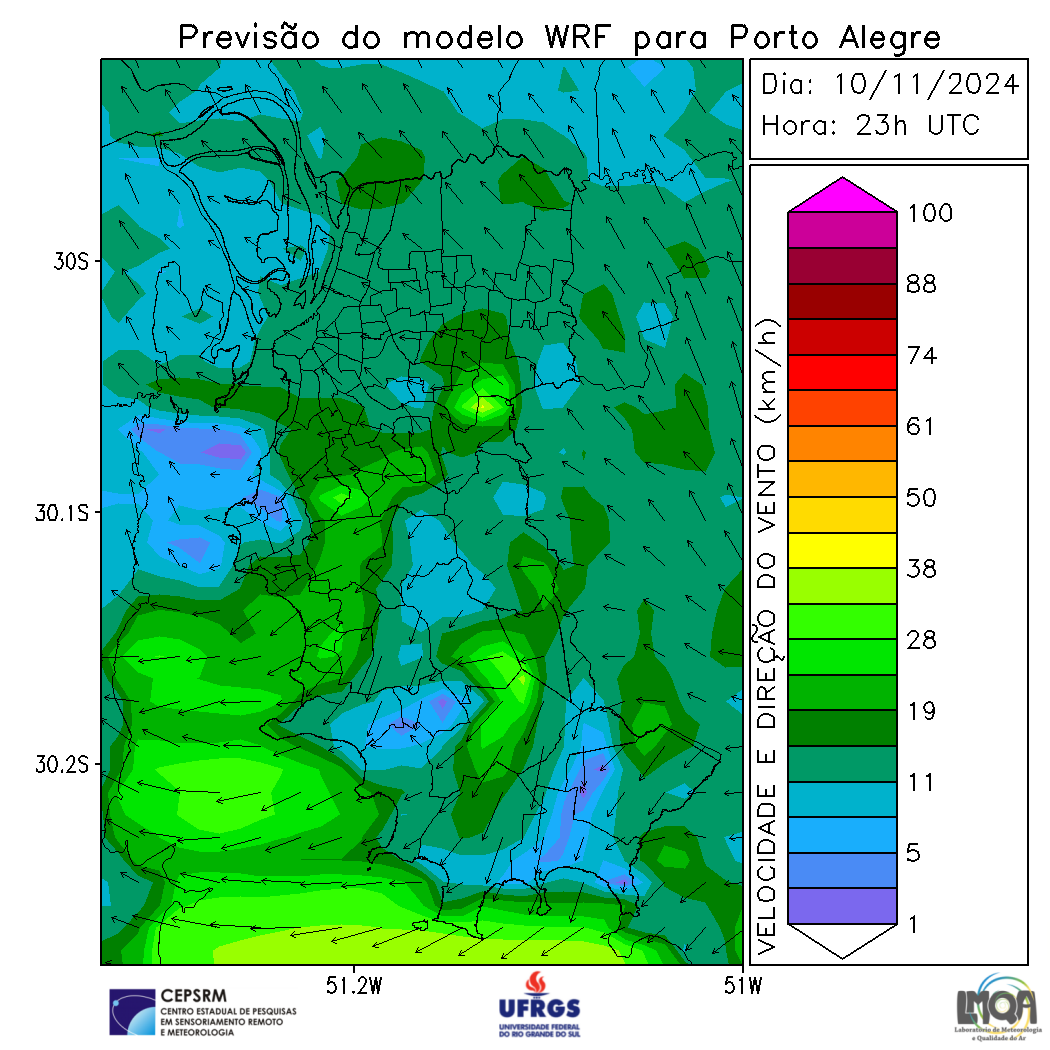 Previsão do modelo WRF para Porto Alegre
Dia: 10/11/2024
Hora: 23h UTC
30S
30.1S
30.2S
51.2W
51W
VELOCIDADE E DIREÇÃO DO VENTO (km/h)
100
88
74
61
50
38
28
19
11
5
1
CEPSRM
CENTRO ESTADUAL DE PESQUISAS
EM SENSORIAMENTO REMOTO
E METEOROLOGIA
UFRGS
UNIVERSIDADE FEDERAL
DO RIO GRANDE DO SUL
LMQA
Laboratório de Meteorologia
e Qualidade do Ar